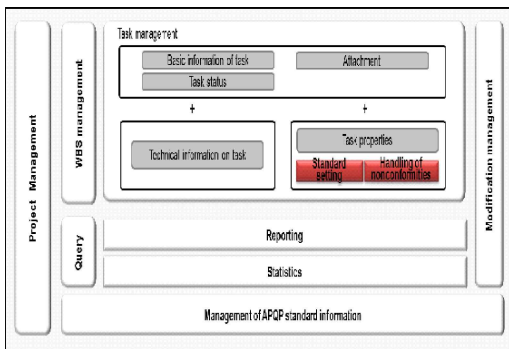 Project Management
WBS management
Task management
Basic information of task
Attachment
Task status
+
+
Technical information on task
Task properties
Standard
setting
Handling of
nonconformities
Modification management
Query
Reporting
Statistics
Management of APQP standard information